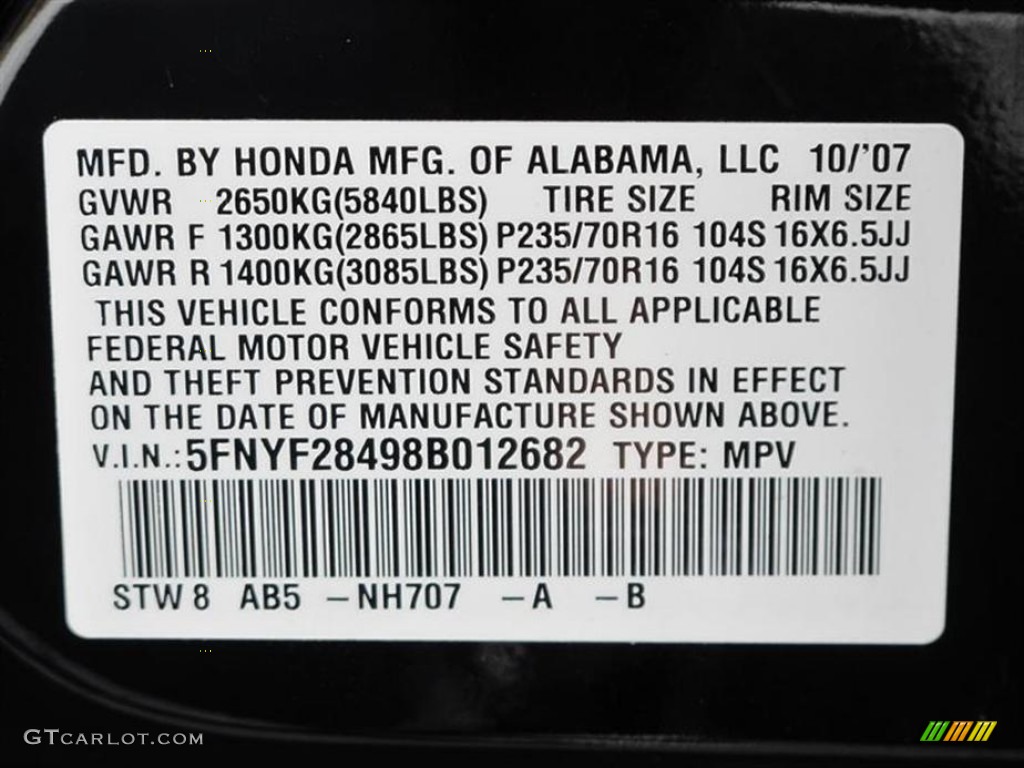 MFD. BY HONDA MFG. OF ALABAMA, LLC 10/'07
GVWR 2650KG(5840LBS) TIRE SIZE RIM SIZE
GAWR F 1300KG(2865LBS) P235/70R16 104S 16X6.5JJ
GAWR R 1400KG(3085LBS) P235/70R16 104S 16X6.5JJ
THIS VEHICLE CONFORMS TO ALL APPLICABLE
FEDERAL MOTOR VEHICLE SAFETY
AND THEFT PREVENTION STANDARDS IN EFFECT
ON THE DATE OF MANUFACTURE SHOWN ABOVE.
V.I.N.: 5FNYF28498B012682 TYPE: MPV
STW 8 AB5 - NH707 - A - B
GTCARLOT.COM